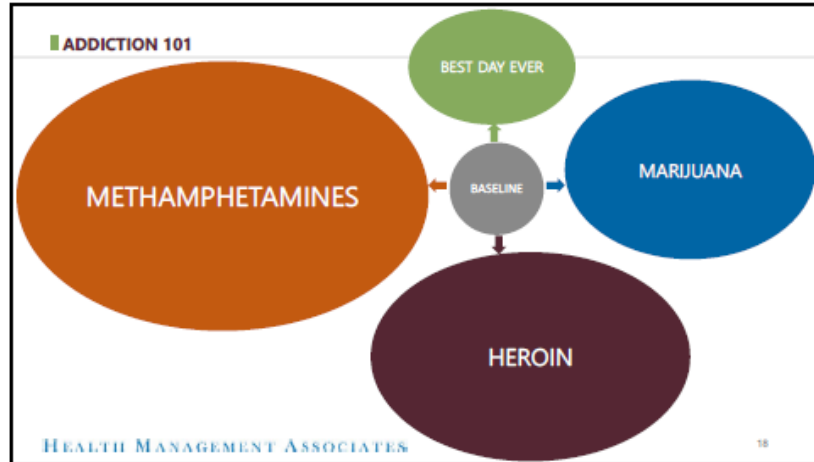 ADDICTION 101
BEST DAY EVER
METHAMPHETAMINES
BASELINE
MARIJUANA
HEROIN
HEALTH MANAGEMENT ASSOCIATES
18